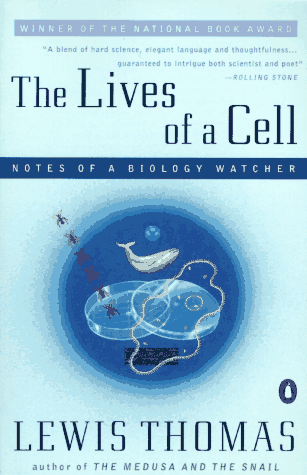 WINNER OF THE NATIONAL BOOK AWARD
"A blend of hard science, elegant language and thoughtfulness...
guaranteed to intrigue both scientist and poet"
—ROLLING STONE
The Lives
of a Cell
NOTES OF A BIOLOGY WATCHER
LEWIS THOMAS
author of THE MEDUSA AND THE SNAIL